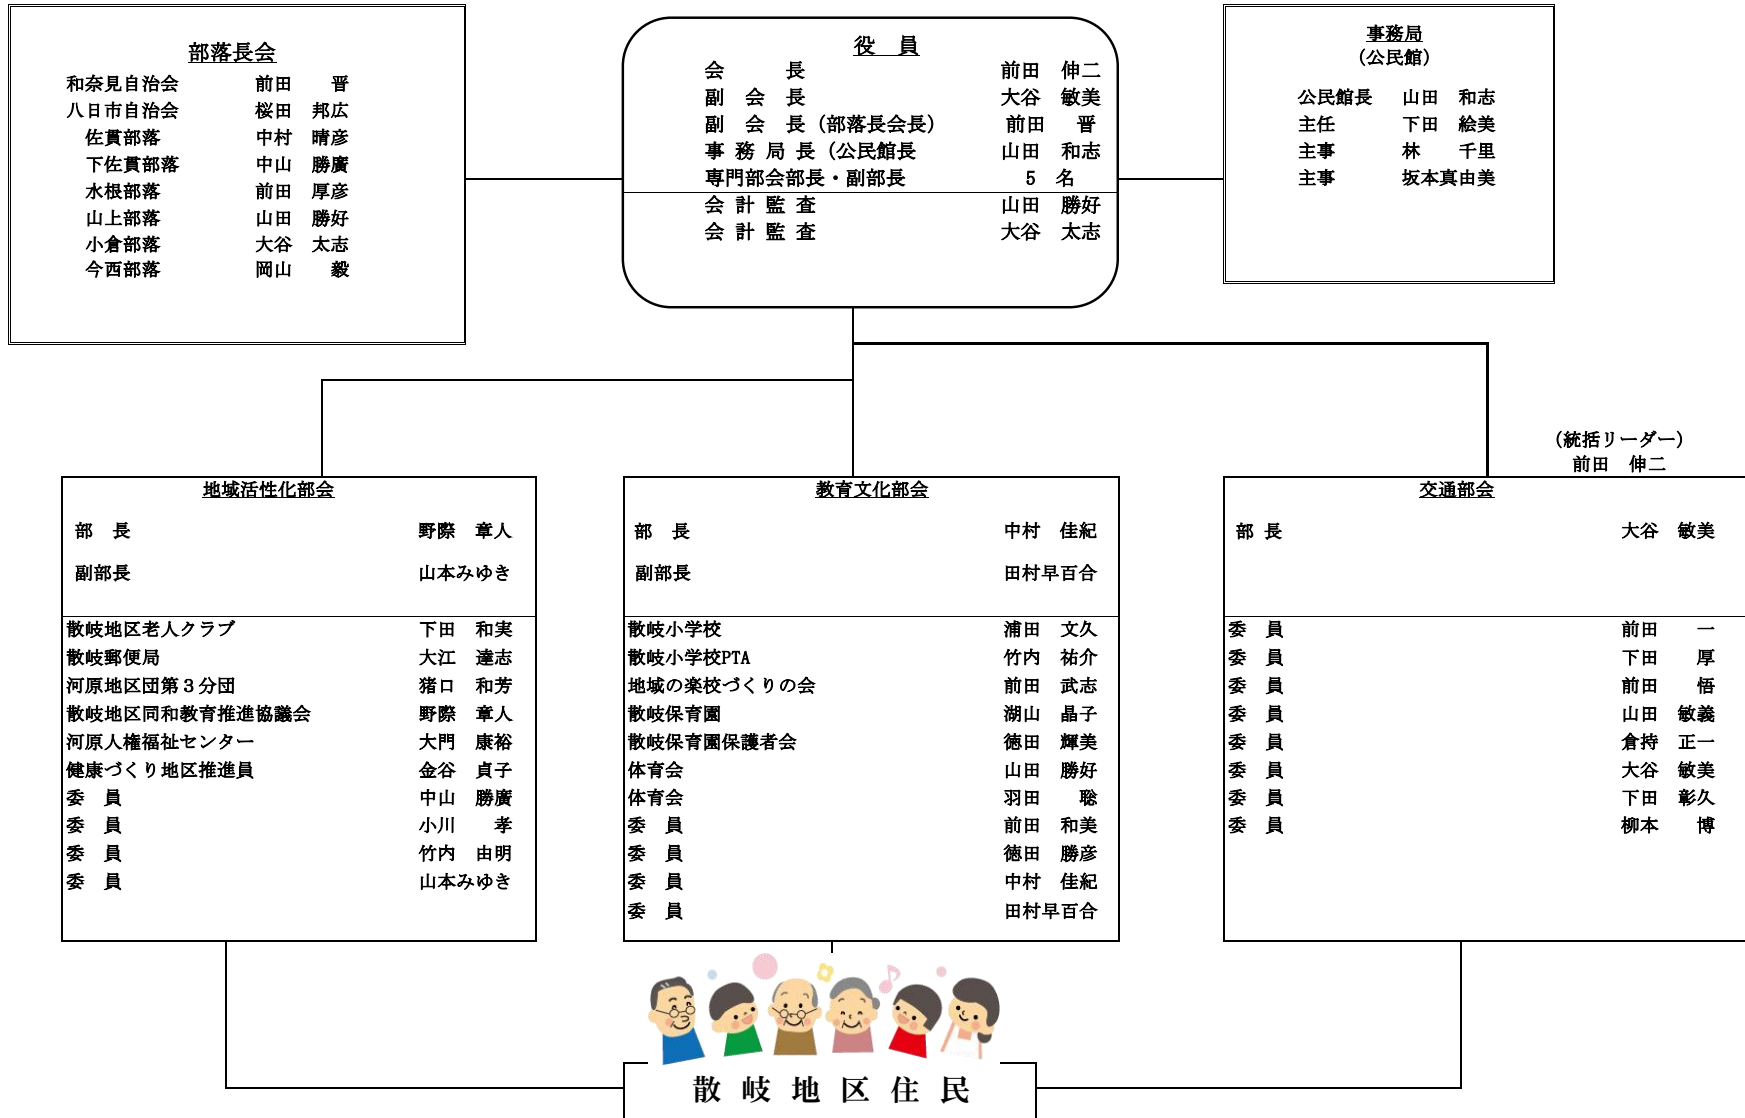 部落長会
和奈見自治会 前田 晋
八日市自治会 桜田 邦広
佐貫部落 中村 晴彦
下佐貫部落 中山 勝廣
水根部落 前田 厚彦
山上部落 山田 勝好
小倉部落 大谷 太志
今西部落 岡山 毅
役 員
会 長 前田 伸二
副 会 長 大谷 敏美
副 会 長（部落長会長） 前田 晋
事 務 局 長（公民館長 山田 和志
専門部会部長・副部長 5 名
会 計 監 査 山田 勝好
会 計 監 査 大谷 太志
事務局
（公民館）
公民館長 山田 和志
主任 下田 絵美
主事 林 千里
主事 坂本真由美
地域活性化部会
部 長 野際 章人
副部長 山本みゆき
散岐地区老人クラブ 下田 和実
散岐郵便局 大江 達志
河原地区団第３分団 猪口 和芳
散岐地区同和教育推進協議会 野際 章人
河原人権福祉センター 大門 康裕
健康づくり地区推進員 金谷 貞子
委 員 中山 勝廣
委 員 小川 孝
委 員 竹内 由明
委 員 山本みゆき
教育文化部会
部 長 中村 佳紀
副部長 田村早百合
散岐小学校 浦田 文久
散岐小学校PTA 竹内 祐介
地域の楽校づくりの会 前田 武志
散岐保育園 湖山 晶子
散岐保育園保護者会 徳田 輝美
体育会 山田 勝好
体育会 羽田 聡
委 員 前田 和美
委 員 徳田 勝彦
委 員 中村 佳紀
委 員 田村早百合
（統括リーダー）
前田 伸二
交通部会
部 長 大谷 敏美
委 員 前田 一
委 員 下田 厚
委 員 前田 悟
委 員 山田 敏義
委 員 倉持 正一
委 員 大谷 敏美
委 員 下田 彰久
委 員 柳本 博
散 岐 地 区 住 民